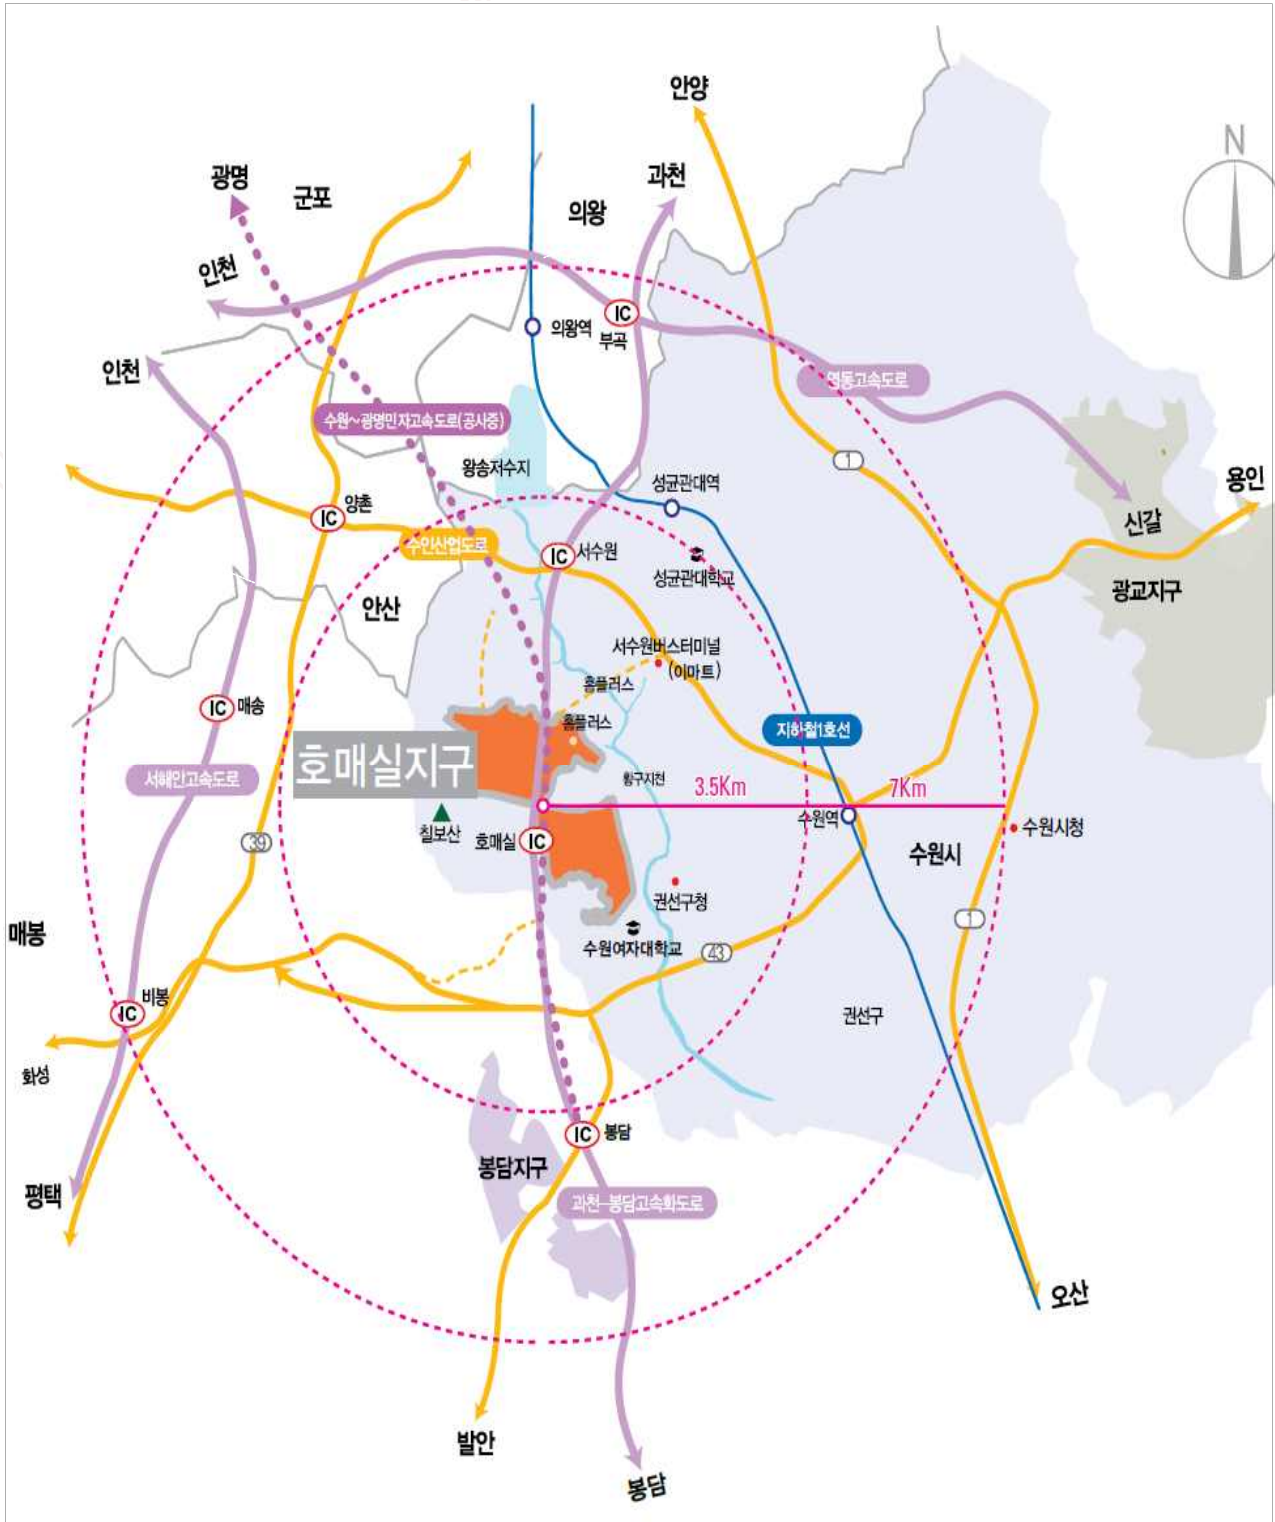 안양
N
광명
군포
과천
의왕
인천
IC
의왕역
부곡
인천
영동고속도로
수원~광명민자고속도로(공사중)
1
왕송저수지
성균관대역
용인
양촌
IC
신갈
수인산업도로
IC
서수원
성균관대학교
광교지구
안산
서수원버스터미널
(이마트)
홈플러스
IC
매송
홈플러스
지하철1호선
호매실지구
서해안고속도로
황구지천
3.5Km
7Km
칠보산
호매실
IC
수원역
수원시청
39
수원시
권선구청
매봉
1
수원여자대학교
43
비봉
IC
권선구
화성
IC
봉담
봉담지구
평택
과천-봉담고속화도로
오산
발안
봉담